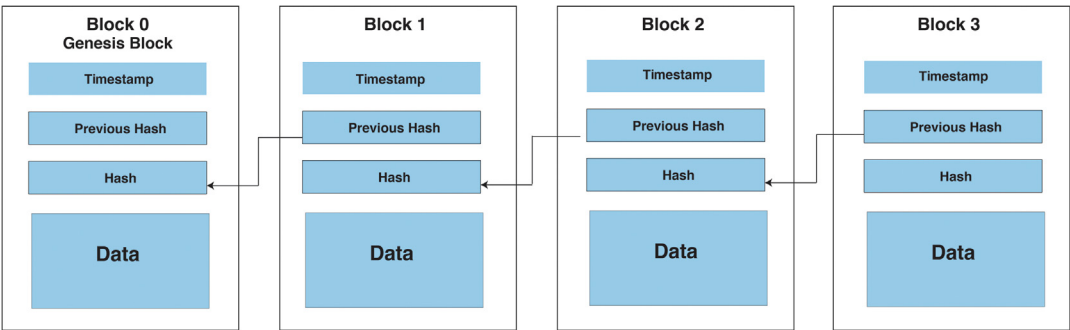 Block 0
Genesis Block
Timestamp
Previous Hash
Hash
Data
Block 1
Timestamp
Previous Hash
Hash
Data
Block 2
Timestamp
Previous Hash
Hash
Data
Block 3
Timestamp
Previous Hash
Hash
Data